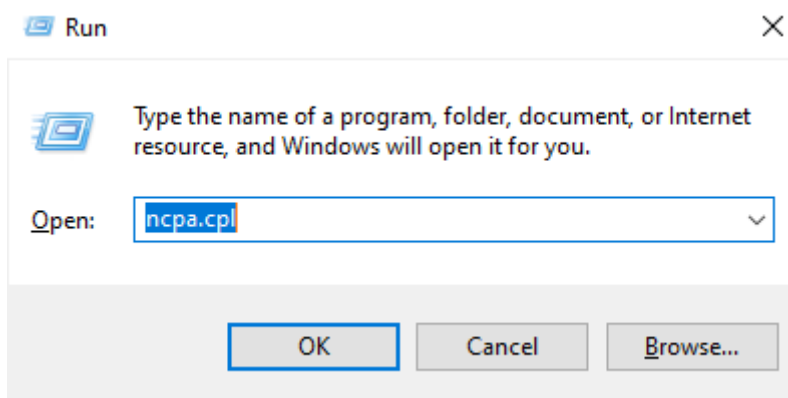 Run
Type the name of a program, folder, document, or Internet
resource, and Windows will open it for you.
Open: ncpa.cpl
OK Cancel Browse...